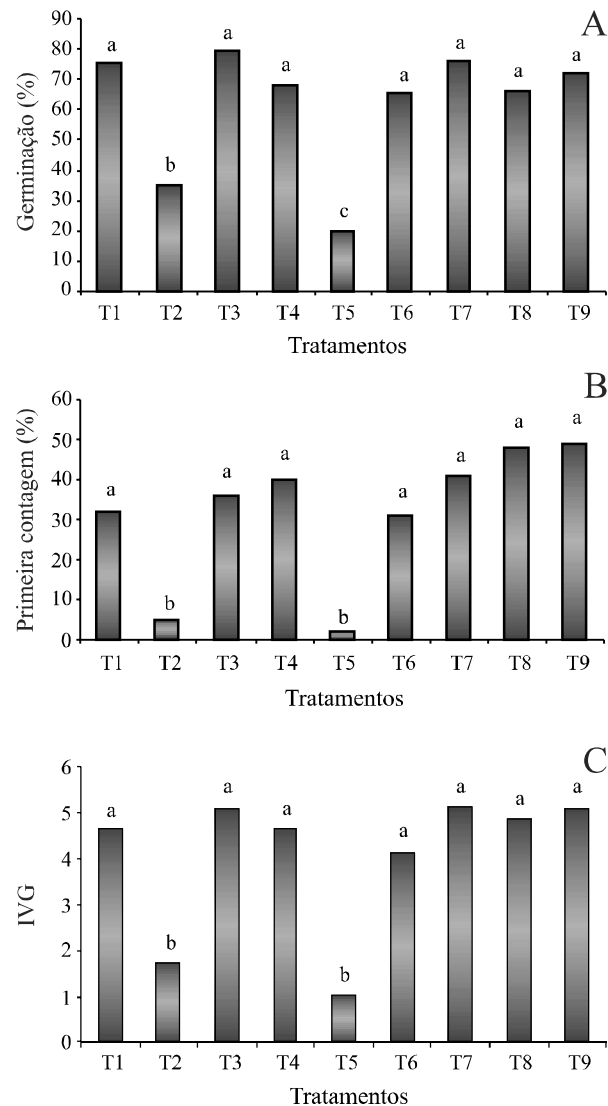 A
Germinação (%)
90
80
70
60
50
40
30
20
10
0
a
b
a
a
c
a
a
a
a
T1 T2 T3 T4 T5 T6 T7 T8 T9
Tratamentos
B
Primeira contagem (%)
60
50
40
30
20
10
0
a
b
a
a
b
a
a
a
a
T1 T2 T3 T4 T5 T6 T7 T8 T9
Tratamentos
C
IVG
6
5
4
3
2
1
0
a
b
a
a
b
a
a
a
a
T1 T2 T3 T4 T5 T6 T7 T8 T9
Tratamentos